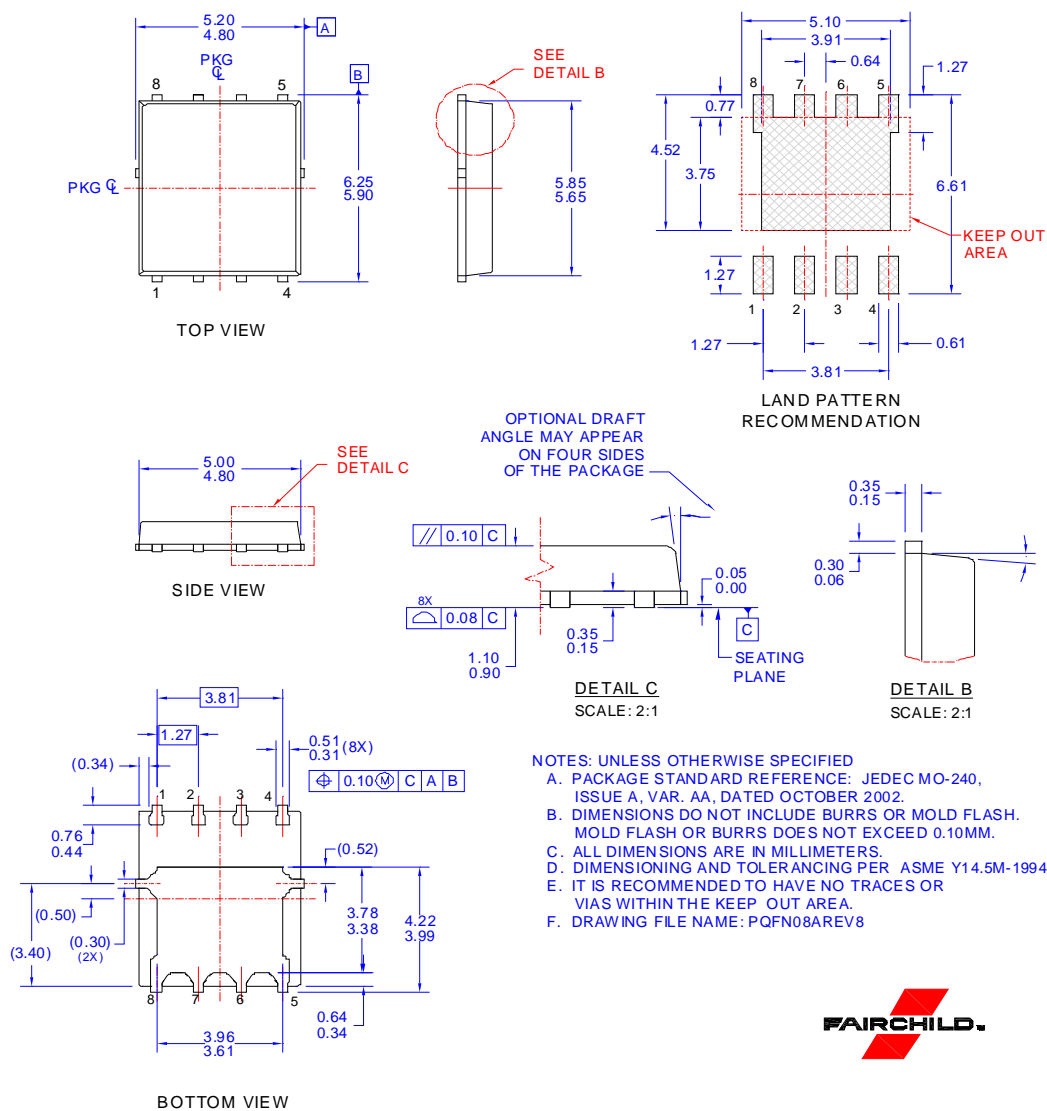 5.20
4.80
A
PKG
CL
8
5
B
PKG CL
6.25
5.90
1
4
TOP VIEW
SEE
DETAIL B
5.85
5.65
5.10
3.91
0.64
1.27
8
7
6
5
0.77
4.52
3.75
6.61
KEEP OUT
AREA
1.27
1
2
3
4
1.27
0.61
3.81
LAND PATTERN
RECOMMENDATION
5.00
4.80
SEE
DETAIL C
SIDE VIEW
OPTIONAL DRAFT
ANGLE MAY APPEAR
ON FOUR SIDES
OF THE PACKAGE
// 0.10 C
8X
0.08 C
1.10
0.90
0.35
0.15
0.05
0.00
C
SEATING
PLANE
DETAIL C
SCALE: 2:1
0.35
0.15
0.30
0.06
DETAIL B
SCALE: 2:1
3.81
1.27
0.51
0.31 (8X)
(0.34)
⌖ 0.10 Ⓜ C A B
1
2
3
4
0.76
0.44
(0.52)
(0.50)
(0.30)
(2X)
(3.40)
3.78
3.38
4.22
3.99
8
7
6
5
0.64
0.34
3.96
3.61
BOTTOM VIEW
NOTES: UNLESS OTHERWISE SPECIFIED
A. PACKAGE STANDARD REFERENCE: JEDEC MO-240,
ISSUE A, VAR. AA, DATED OCTOBER 2002.
B. DIMENSIONS DO NOT INCLUDE BURRS OR MOLD FLASH.
MOLD FLASH OR BURRS DOES NOT EXCEED 0.10MM.
C. ALL DIMENSIONS ARE IN MILLIMETERS.
D. DIMENSIONING AND TOLERANCING PER ASME Y14.5M-1994
E. IT IS RECOMMENDED TO HAVE NO TRACES OR
VIAS WITHIN THE KEEP OUT AREA.
F. DRAWING FILE NAME: PQFN08AREV8
FAIRCHILD™